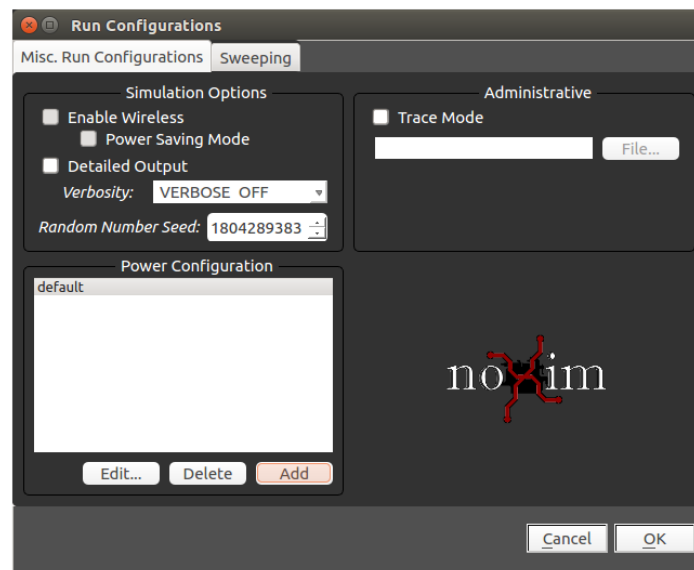 Run Configurations
Misc. Run Configurations
Sweeping
Simulation Options
Enable Wireless
Power Saving Mode
Detailed Output
Verbosity: VERBOSE_OFF
Random Number Seed: 1804289383
Administrative
Trace Mode
File...
Power Configuration
default
Edit... Delete Add
noxim
Cancel OK